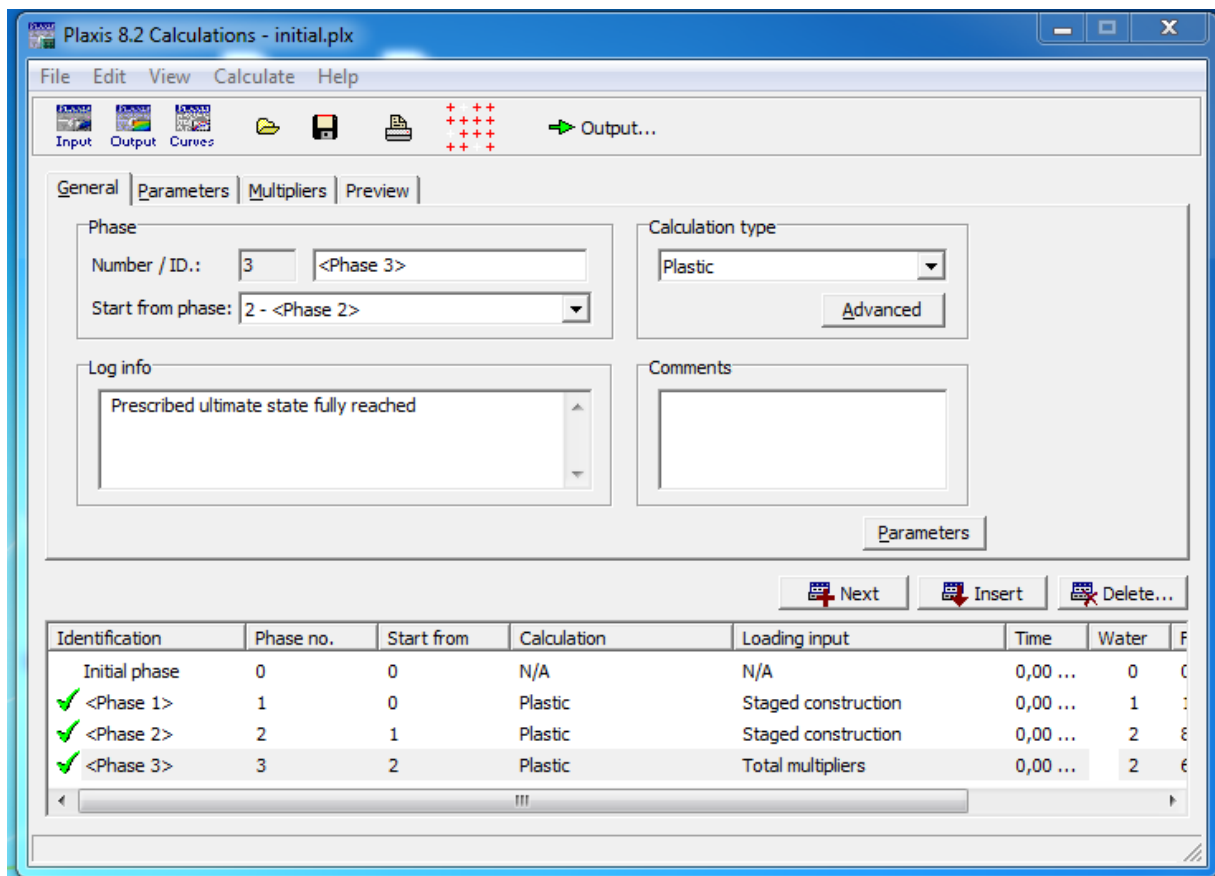 Plaxis 8.2 Calculations - initial.plx
File Edit View Calculate Help
Input Output Curves Output...
General Parameters Multipliers Preview
Phase Calculation type
Number / ID.: 3 <Phase 3> Plastic
Start from phase: 2 - <Phase 2> Advanced
Log info Comments
Prescribed ultimate state fully reached
Parameters
Next Insert Delete...
Identification Phase no. Start from Calculation Loading input Time Water
Initial phase 0 0 N/A N/A 0,00 ... 0
<Phase 1> 1 0 Plastic Staged construction 0,00 ... 1
<Phase 2> 2 1 Plastic Staged construction 0,00 ... 2
<Phase 3> 3 2 Plastic Total multipliers 0,00 ... 2